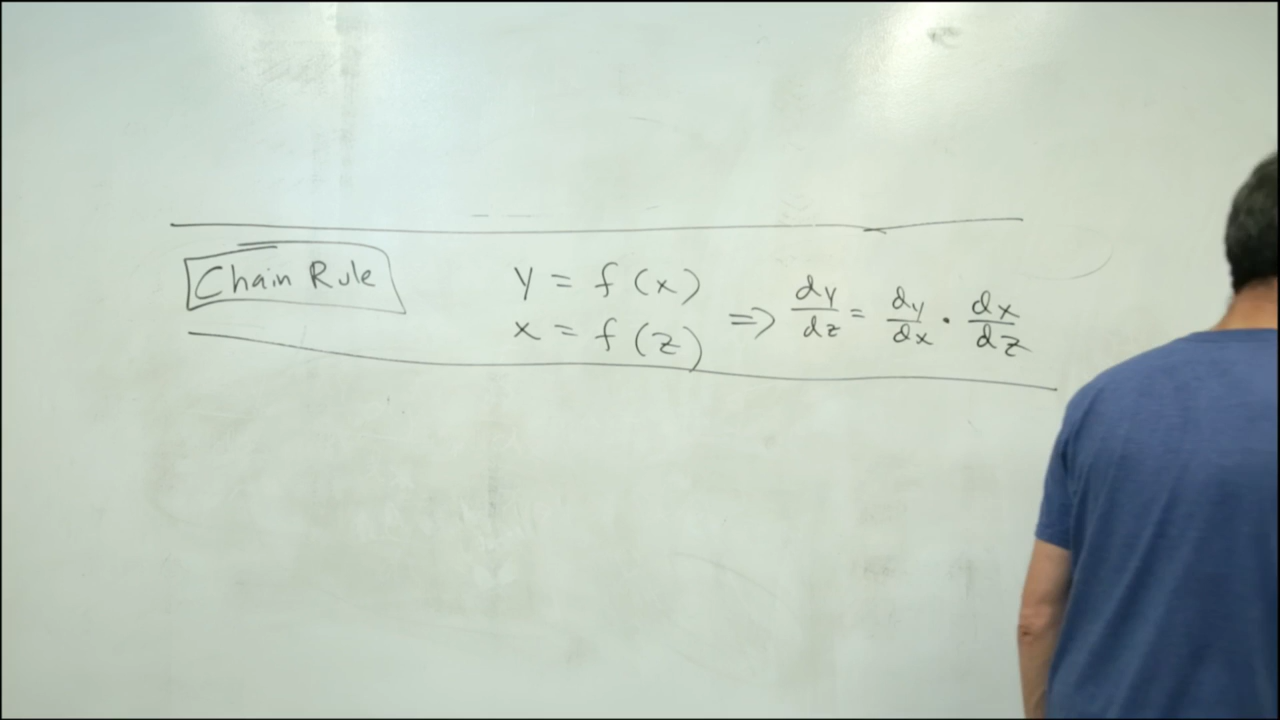 Chain Rule
y = f (x)
x = f (z)
=> dy/dz = dy/dx · dx/dz